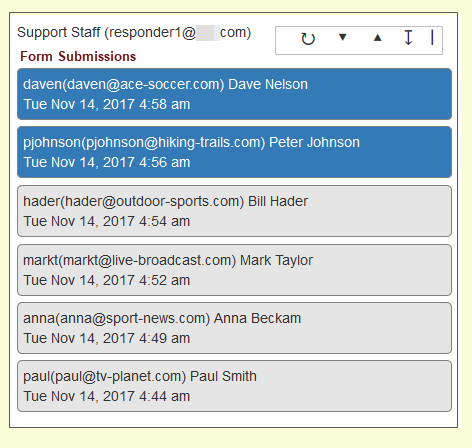 Support Staff (responder1@ com)
Form Submissions
daven(daven@ace-soccer.com) Dave Nelson
Tue Nov 14, 2017 4:58 am
pjohnson(pjohnson@hiking-trails.com) Peter Johnson
Tue Nov 14, 2017 4:56 am
hader(hader@outdoor-sports.com) Bill Hader
Tue Nov 14, 2017 4:54 am
markt(markt@live-broadcast.com) Mark Taylor
Tue Nov 14, 2017 4:52 am
anna(anna@sport-news.com) Anna Beckam
Tue Nov 14, 2017 4:49 am
paul(paul@tv-planet.com) Paul Smith
Tue Nov 14, 2017 4:44 am